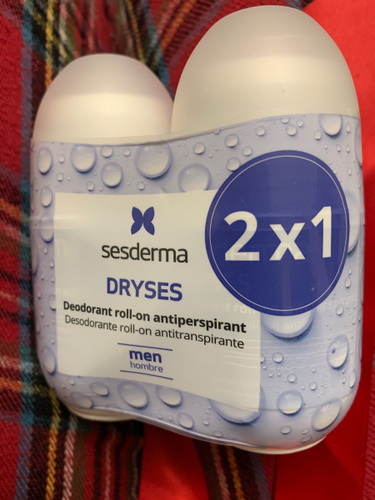 2x1
sesderma
DRYSES
Deodorant roll-on antiperspirant
Desodorante roll-on antitranspirante
men
hombre